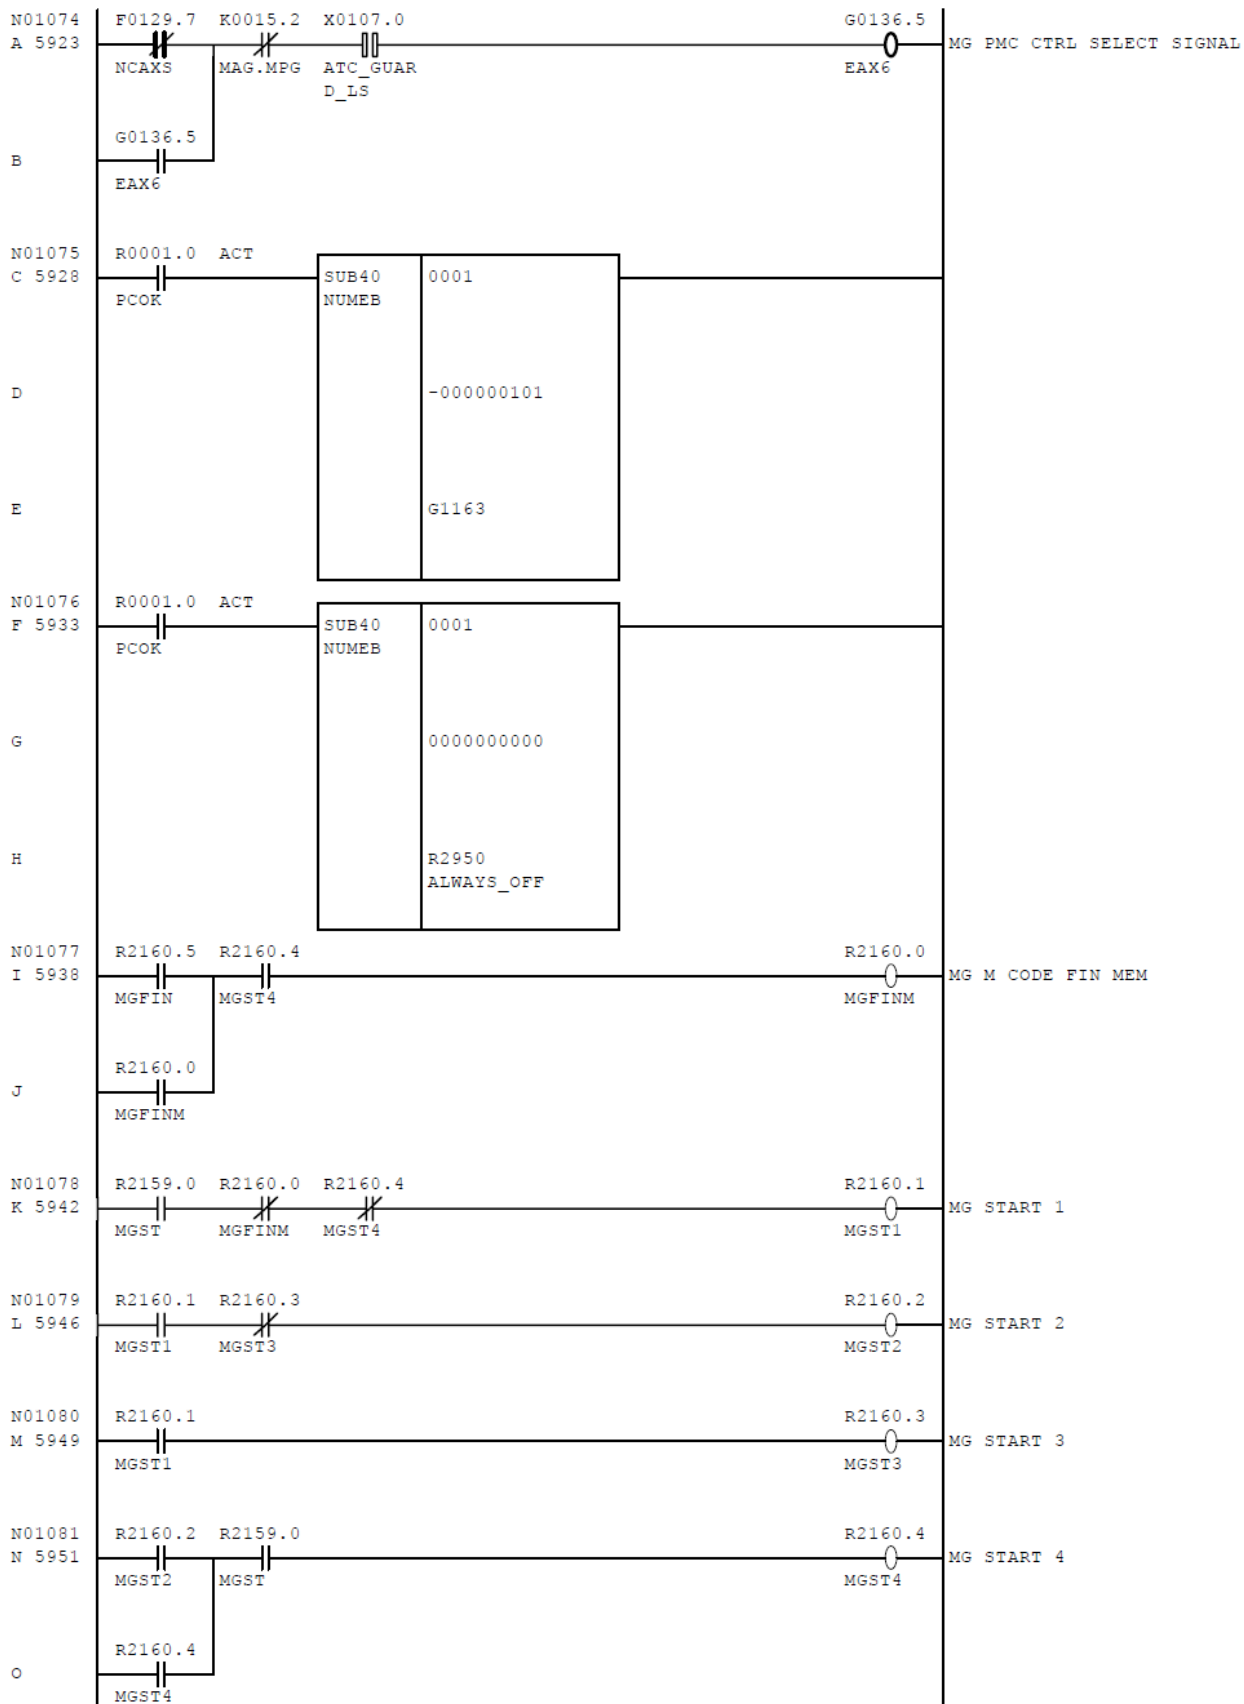 N01074 F0129.7 K0015.2 X0107.0 G0136.5
A 5923 MG PMC CTRL SELECT SIGNAL
NCAXS MAG.MPG ATC_GUAR EAX6
D_LS
G0136.5
B
EAX6
N01075 R0001.0 ACT
C 5928 SUB40 0001
PCOK NUMEB
D -000000101
E G1163
N01076 R0001.0 ACT
F 5933 SUB40 0001
PCOK NUMEB
G 0000000000
H R2950
ALWAYS_OFF
N01077 R2160.5 R2160.4 R2160.0
I 5938 MG M CODE FIN MEM
MGFIN MGST4 MGFINM
R2160.0
J
MGFINM
N01078 R2159.0 R2160.0 R2160.4 R2160.1
K 5942 MG START 1
MGST MGFINM MGST4 MGST1
N01079 R2160.1 R2160.3 R2160.2
L 5946 MG START 2
MGST1 MGST3 MGST2
N01080 R2160.1 R2160.3
M 5949 MG START 3
MGST1 MGST3
N01081 R2160.2 R2159.0 R2160.4
N 5951 MG START 4
MGST2 MGST MGST4
R2160.4
O
MGST4